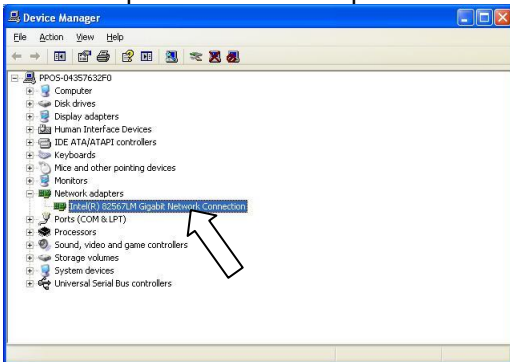 Device Manager
File Action View Help
PPOS-04357632F0
Computer
Disk drives
Display adapters
Human Interface Devices
IDE ATA/ATAPI controllers
Keyboards
Mice and other pointing devices
Monitors
Network adapters
Intel(R) 82567LM Gigabit Network Connection
Ports (COM & LPT)
Processors
Sound, video and game controllers
Storage volumes
System devices
Universal Serial Bus controllers